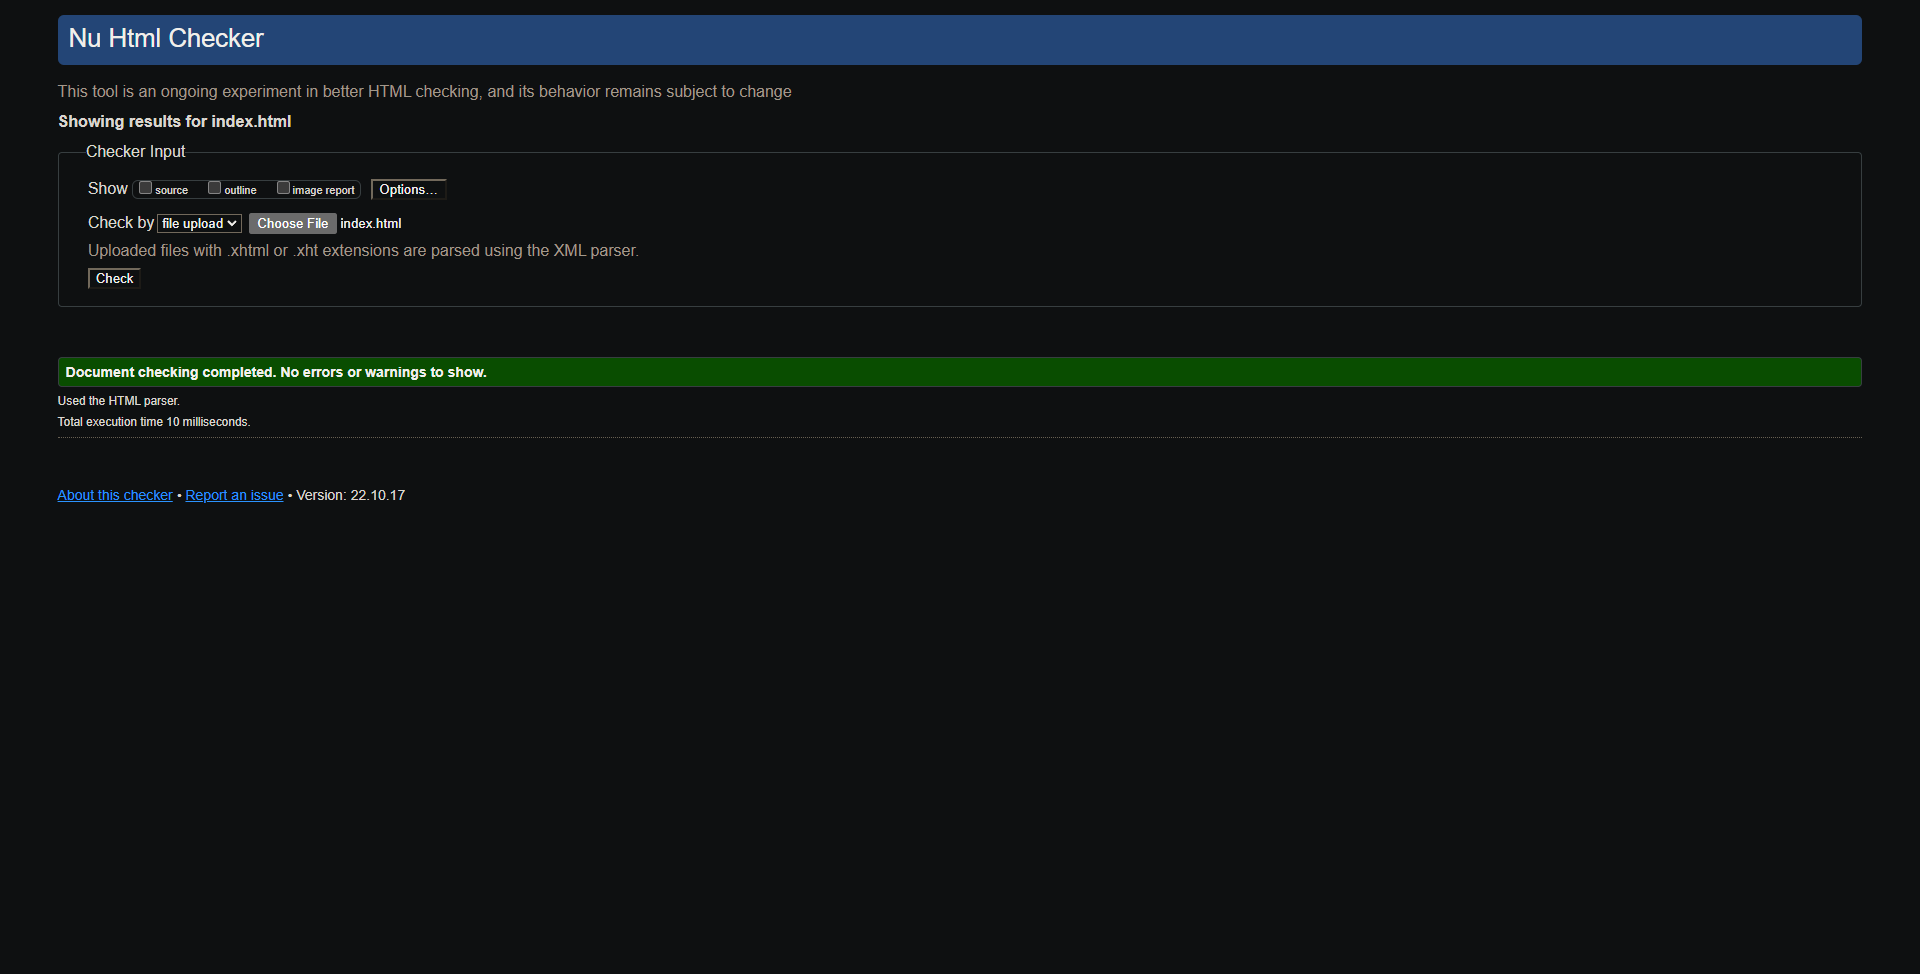 Nu Html Checker
This tool is an ongoing experiment in better HTML checking, and its behavior remains subject to change
Showing results for index.html
Checker Input
Show source outline image report Options...
Check by file upload Choose File index.html
Uploaded files with .xhtml or .xht extensions are parsed using the XML parser.
Check
Document checking completed. No errors or warnings to show.
Used the HTML parser.
Total execution time 10 milliseconds.
About this checker • Report an issue • Version: 22.10.17